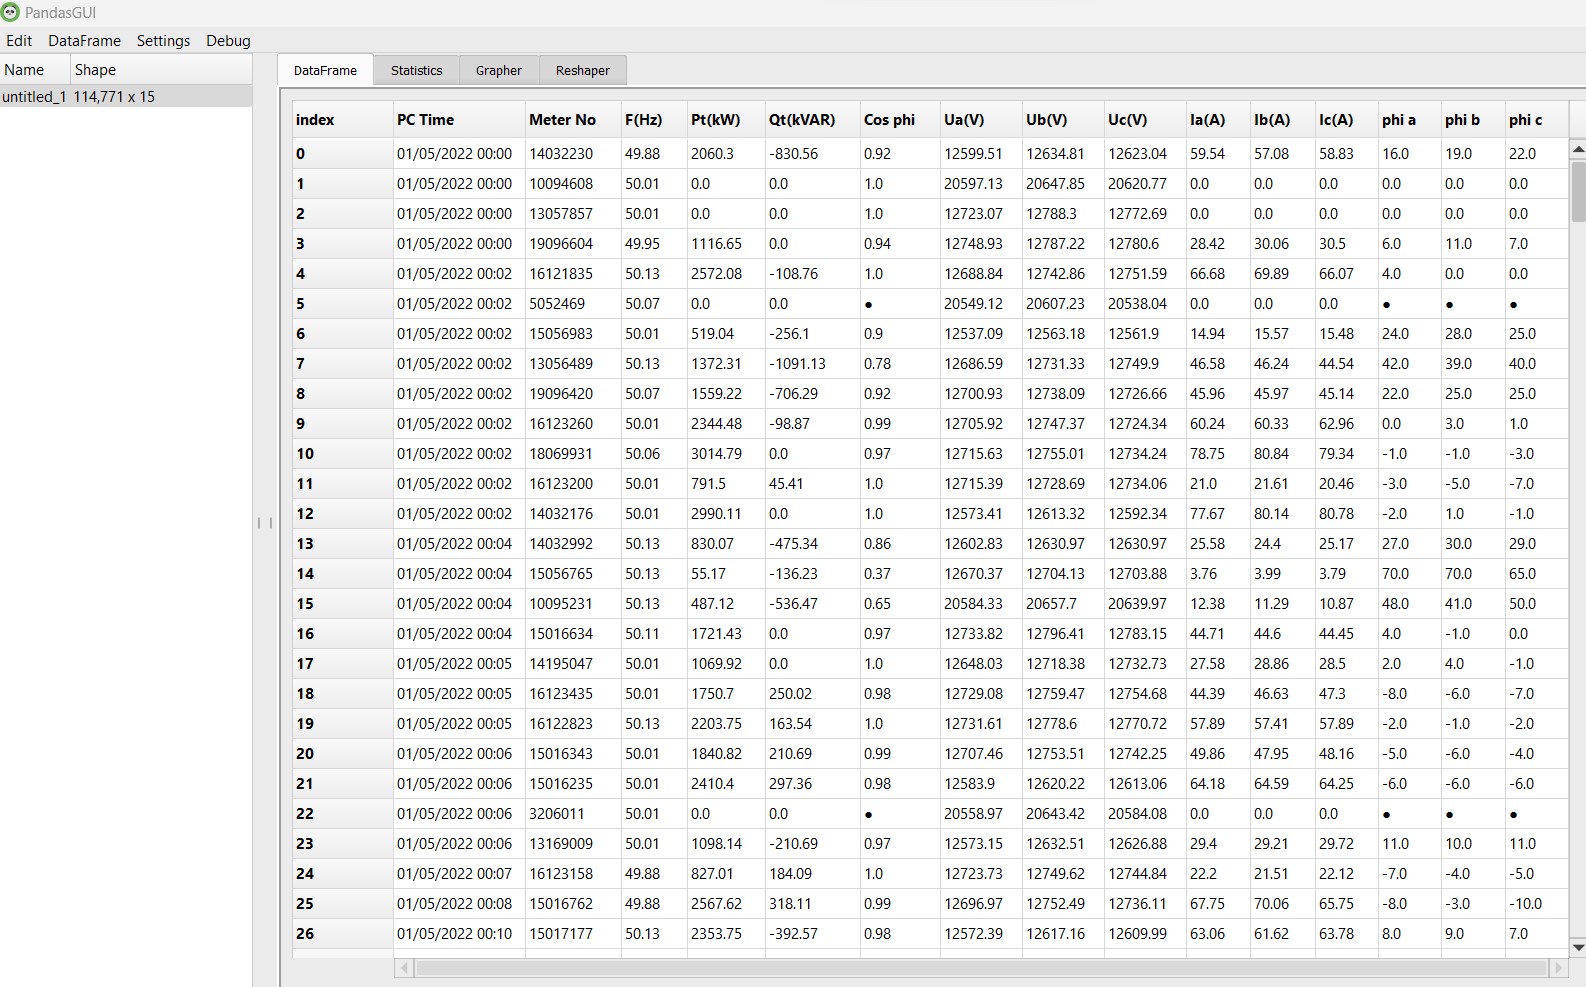 PandasGUI
Edit DataFrame Settings Debug
Name Shape
untitled_1 114,771 x 15
DataFrame Statistics Grapher Reshaper
index PC Time Meter No F(Hz) Pt(kW) Qt(kVAR) Cos phi Ua(V) Ub(V) Uc(V) Ia(A) Ib(A) Ic(A) phi a phi b phi c
0 01/05/2022 00:00 14032230 49.88 2060.3 -830.56 0.92 12599.51 12634.81 12623.04 59.54 57.08 58.83 16.0 19.0 22.0
1 01/05/2022 00:00 10094608 50.01 0.0 0.0 1.0 20597.13 20647.85 20620.77 0.0 0.0 0.0 0.0 0.0 0.0
2 01/05/2022 00:00 13057857 50.01 0.0 0.0 1.0 12723.07 12788.3 12772.69 0.0 0.0 0.0 0.0 0.0 0.0
3 01/05/2022 00:00 19096604 49.95 1116.65 0.0 0.94 12748.93 12787.22 12780.6 28.42 30.06 30.5 6.0 11.0 7.0
4 01/05/2022 00:02 16121835 50.13 2572.08 -108.76 1.0 12688.84 12742.86 12751.59 66.68 69.89 66.07 4.0 0.0 0.0
5 01/05/2022 00:02 5052469 50.07 0.0 0.0 ● 20549.12 20607.23 20538.04 0.0 0.0 0.0 ● ● ●
6 01/05/2022 00:02 15056983 50.01 519.04 -256.1 0.9 12537.09 12563.18 12561.9 14.94 15.57 15.48 24.0 28.0 25.0
7 01/05/2022 00:02 13056489 50.13 1372.31 -1091.13 0.78 12686.59 12731.33 12749.9 46.58 46.24 44.54 42.0 39.0 40.0
8 01/05/2022 00:02 19096420 50.07 1559.22 -706.29 0.92 12700.93 12738.09 12726.66 45.96 45.97 45.14 22.0 25.0 25.0
9 01/05/2022 00:02 16123260 50.01 2344.48 -98.87 0.99 12705.92 12747.37 12724.34 60.24 60.33 62.96 0.0 3.0 1.0
10 01/05/2022 00:02 18069931 50.06 3014.79 0.0 0.97 12715.63 12755.01 12734.24 78.75 80.84 79.34 -1.0 -1.0 -3.0
11 01/05/2022 00:02 16123200 50.01 791.5 45.41 1.0 12715.39 12728.69 12734.06 21.0 21.61 20.46 -3.0 -5.0 -7.0
12 01/05/2022 00:02 14032176 50.01 2990.11 0.0 1.0 12573.41 12613.32 12592.34 77.67 80.14 80.78 -2.0 1.0 -1.0
13 01/05/2022 00:04 14032992 50.13 830.07 -475.34 0.86 12602.83 12630.97 12630.97 25.58 24.4 25.17 27.0 30.0 29.0
14 01/05/2022 00:04 15056765 50.13 55.17 -136.23 0.37 12670.37 12704.13 12703.88 3.76 3.99 3.79 70.0 70.0 65.0
15 01/05/2022 00:04 10095231 50.13 487.12 -536.47 0.65 20584.33 20657.7 20639.97 12.38 11.29 10.87 48.0 41.0 50.0
16 01/05/2022 00:04 15016634 50.11 1721.43 0.0 0.97 12733.82 12796.41 12783.15 44.71 44.6 44.45 4.0 -1.0 0.0
17 01/05/2022 00:05 14195047 50.01 1069.92 0.0 1.0 12648.03 12718.38 12732.73 27.58 28.86 28.5 2.0 4.0 -1.0
18 01/05/2022 00:05 16123435 50.01 1750.7 250.02 0.98 12729.08 12759.47 12754.68 44.39 46.63 47.3 -8.0 -6.0 -7.0
19 01/05/2022 00:05 16122823 50.13 2203.75 163.54 1.0 12731.61 12778.6 12770.72 57.89 57.41 57.89 -2.0 -1.0 -2.0
20 01/05/2022 00:06 15016343 50.01 1840.82 210.69 0.99 12707.46 12753.51 12742.25 49.86 47.95 48.16 -5.0 -6.0 -4.0
21 01/05/2022 00:06 15016235 50.01 2410.4 297.36 0.98 12583.9 12620.22 12613.06 64.18 64.59 64.25 -6.0 -6.0 -6.0
22 01/05/2022 00:06 3206011 50.01 0.0 0.0 ● 20558.97 20643.42 20584.08 0.0 0.0 0.0 ● ● ●
23 01/05/2022 00:06 13169009 50.01 1098.14 -210.69 0.97 12573.15 12632.51 12626.88 29.4 29.21 29.72 11.0 10.0 11.0
24 01/05/2022 00:07 16123158 49.88 827.01 184.09 1.0 12723.73 12749.62 12744.84 22.2 21.51 22.12 -7.0 -4.0 -5.0
25 01/05/2022 00:08 15016762 49.88 2567.62 318.11 0.99 12696.97 12752.49 12736.11 67.75 70.06 65.75 -8.0 -3.0 -10.0
26 01/05/2022 00:10 15017177 50.13 2353.75 -392.57 0.98 12572.39 12617.16 12609.99 63.06 61.62 63.78 8.0 9.0 7.0